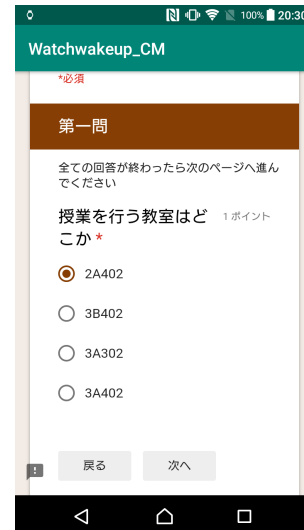 100% 20:30
Watchwakeup_CM
*必須
第一問
全ての回答が終わったら次のページへ進ん
でください
授業を行う教室はど 1 ポイント
こか *
2A402
3B402
3A302
3A402
戻る 次へ